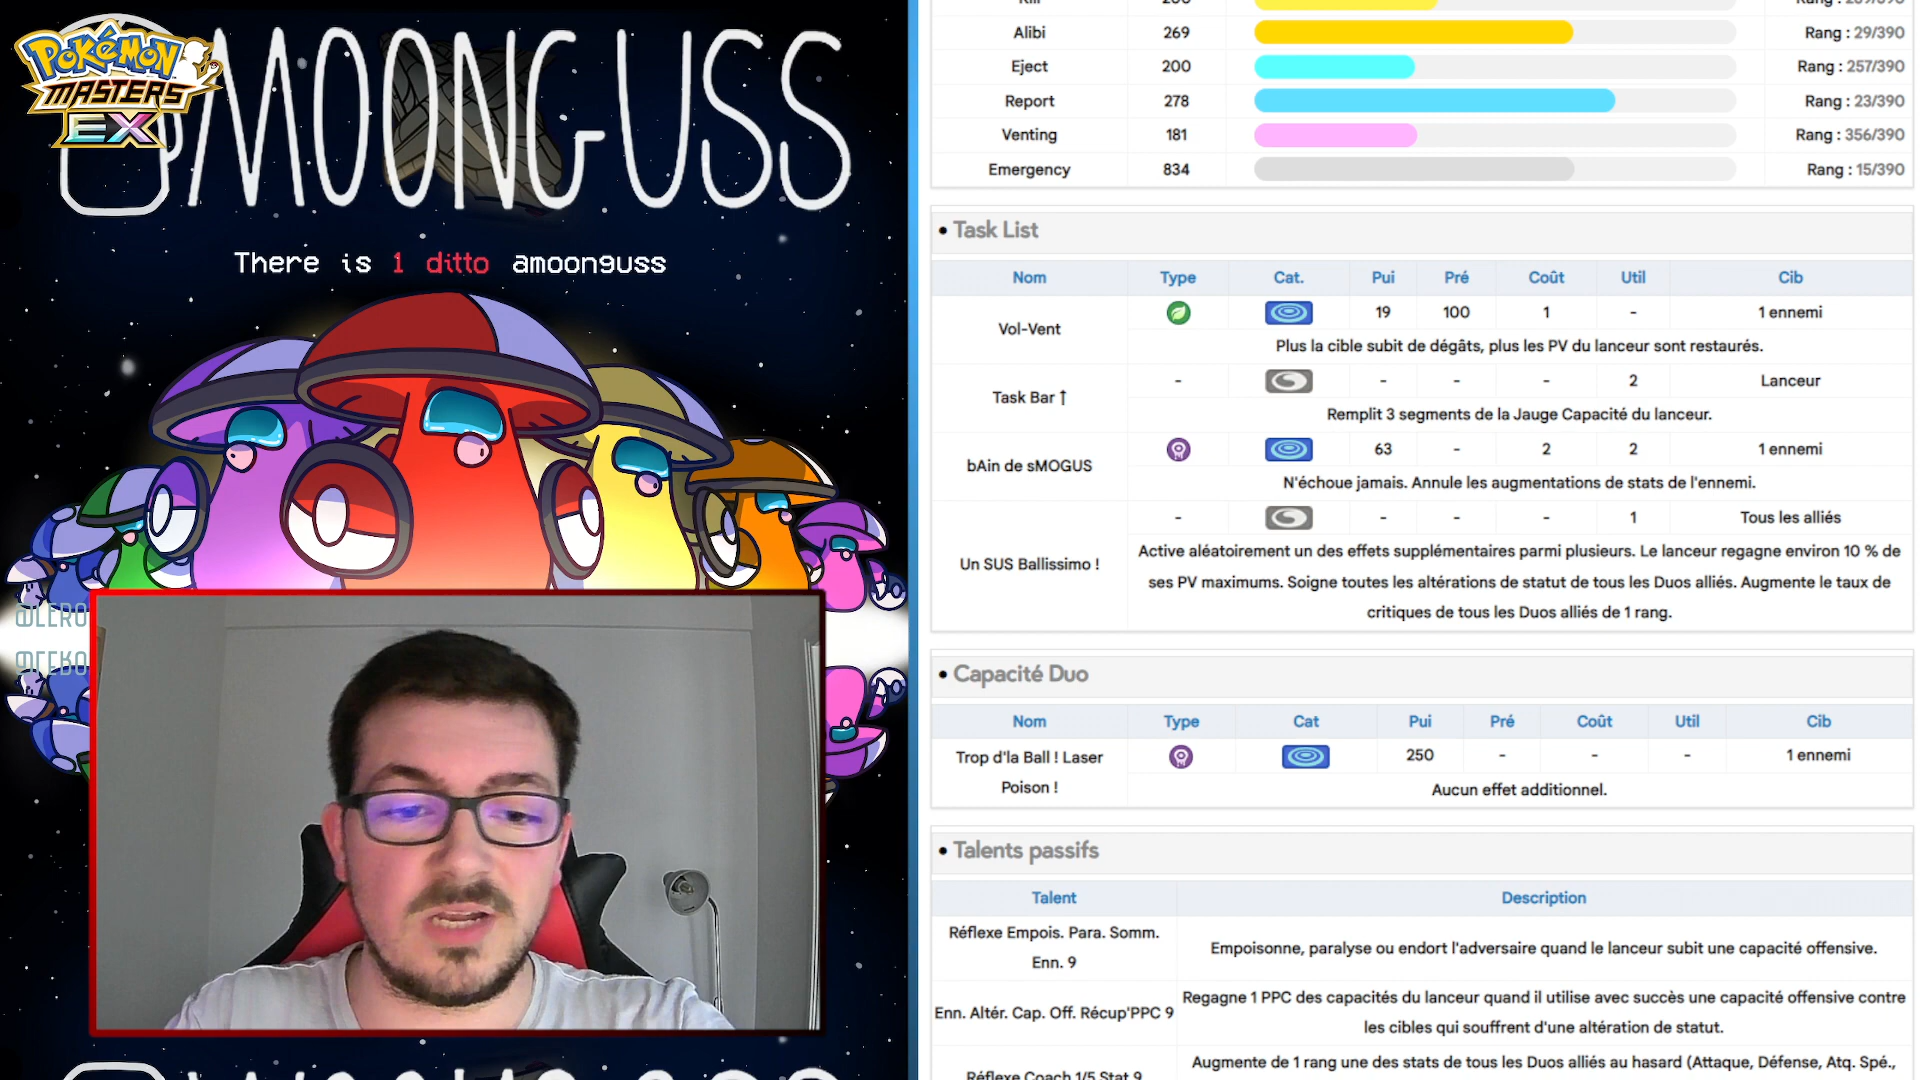 POKÉMON
MASTERS
EX
AMOONGUSS
There is 1 ditto amoonguss
Kill 200 Rang : 289/390
Alibi 269 Rang : 29/390
Eject 200 Rang : 257/390
Report 278 Rang : 23/390
Venting 181 Rang : 356/390
Emergency 834 Rang : 15/390
• Task List
Nom Type Cat. Pui Pré Coût Util Cib
Vol-Vent 19 100 1 - 1 ennemi
Plus la cible subit de dégâts, plus les PV du lanceur sont restaurés.
Task Bar ↑ - - - - 2 Lanceur
Remplit 3 segments de la Jauge Capacité du lanceur.
bAin de sMOGUS 63 - 2 2 1 ennemi
N'échoue jamais. Annule les augmentations de stats de l'ennemi.
Un SUS Ballissimo ! - - - - 1 Tous les alliés
Active aléatoirement un des effets supplémentaires parmi plusieurs. Le lanceur regagne environ 10 % de
ses PV maximums. Soigne toutes les altérations de statut de tous les Duos alliés. Augmente le taux de
critiques de tous les Duos alliés de 1 rang.
• Capacité Duo
Nom Type Cat Pui Pré Coût Util Cib
Trop d'la Ball ! Laser
Poison !
250 - - - 1 ennemi
Aucun effet additionnel.
• Talents passifs
Talent Description
Réflexe Empois. Para. Somm.
Enn. 9
Empoisonne, paralyse ou endort l'adversaire quand le lanceur subit une capacité offensive.
Enn. Altér. Cap. Off. Récup'PPC 9
Regagne 1 PPC des capacités du lanceur quand il utilise avec succès une capacité offensive contre
les cibles qui souffrent d'une altération de statut.
Réflexe Coach 1/5 Stat 9
Augmente de 1 rang une des stats de tous les Duos alliés au hasard (Attaque, Défense, Atq. Spé.,